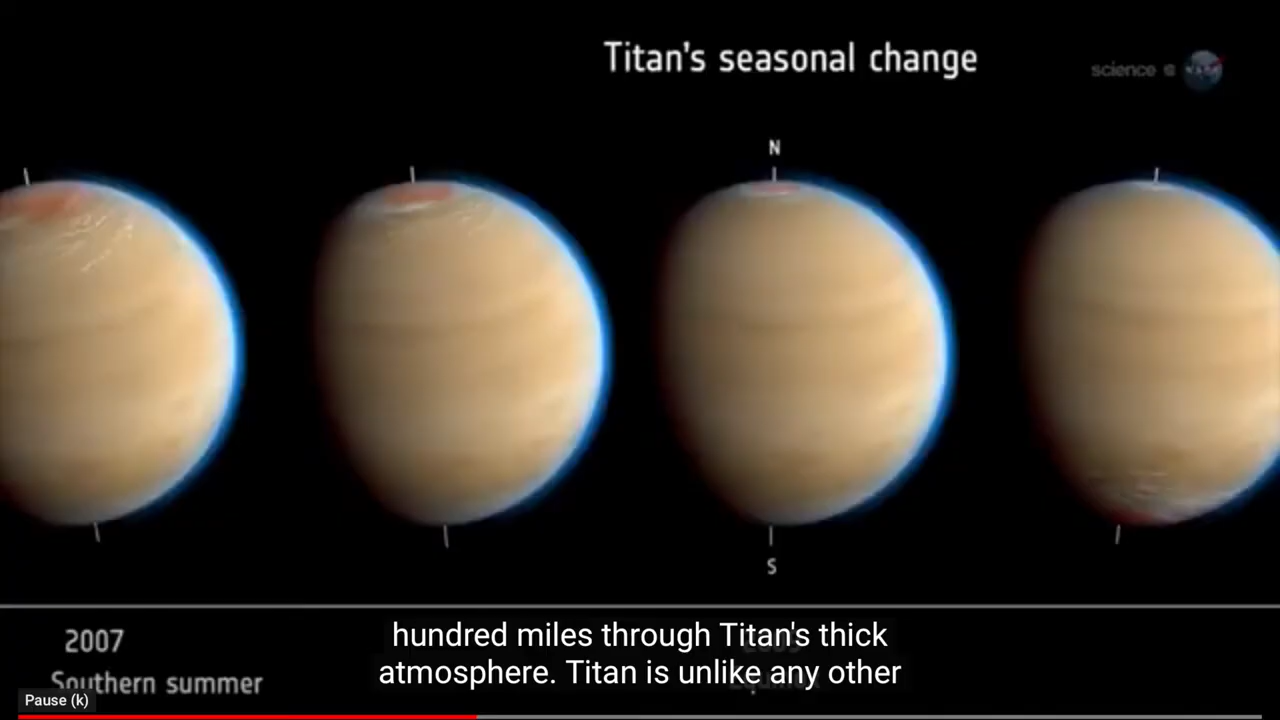 Titan's seasonal change
science @ NASA
N
S
2007
Southern summer
hundred miles through Titan's thick
atmosphere. Titan is unlike any other
Pause (k)